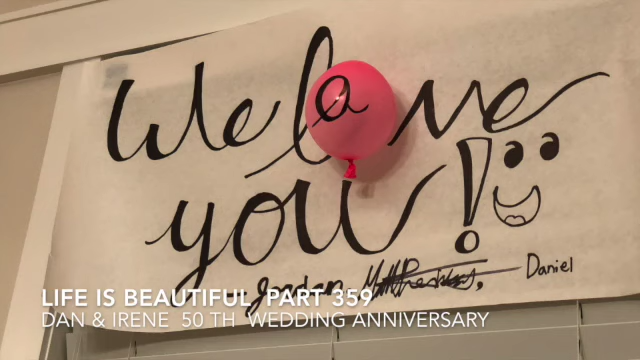 We love
you!
Jordan Daniel
LIFE IS BEAUTIFUL PART 359
DAN & IRENE 50 TH WEDDING ANNIVERSARY